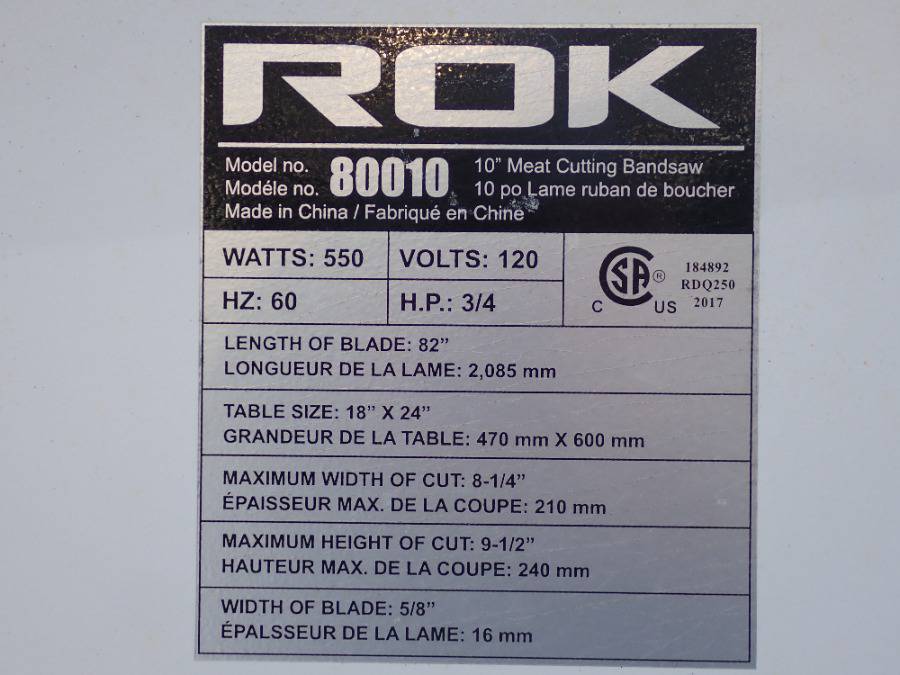 ROK
Model no. 80010 10" Meat Cutting Bandsaw
Modéle no. 10 po Lame ruban de boucher
Made in China / Fabriqué en Chine
WATTS: 550 VOLTS: 120
HZ: 60 H.P.: 3/4
CSA ® C US
184892
RDQ250
2017
LENGTH OF BLADE: 82"
LONGUEUR DE LA LAME: 2,085 mm
TABLE SIZE: 18" X 24"
GRANDEUR DE LA TABLE: 470 mm X 600 mm
MAXIMUM WIDTH OF CUT: 8-1/4"
ÉPAISSEUR MAX. DE LA COUPE: 210 mm
MAXIMUM HEIGHT OF CUT: 9-1/2"
HAUTEUR MAX. DE LA COUPE: 240 mm
WIDTH OF BLADE: 5/8"
ÉPALSSEUR DE LA LAME: 16 mm